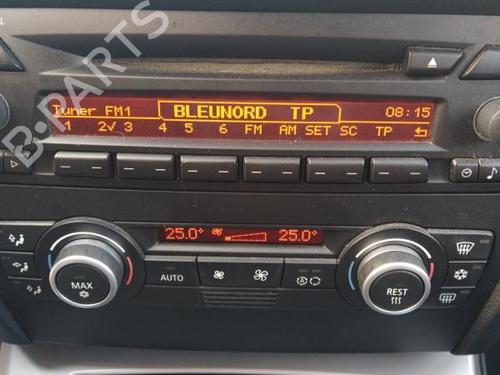 B-PARTS
Tuner FM1 BLEUNORD TP 08:15
1 2✓ 3 4 5 6 FM AM SET SC TP
25.0° 25.0°
MAX AUTO REST